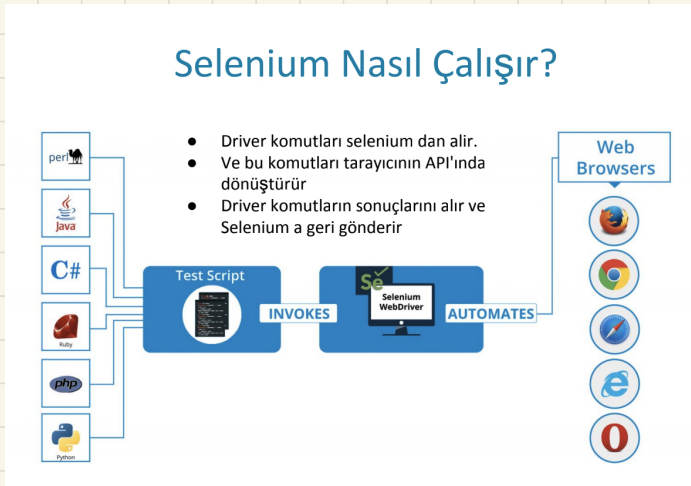 Selenium Nasıl Çalışır?
● Driver komutları selenium dan alir.
● Ve bu komutları tarayıcının API'ında
dönüştürür
● Driver komutların sonuçlarını alır ve
Selenium a geri gönderir
perl
Java
C#
Ruby
php
Python
Test Script
INVOKES
Se
Selenium
WebDriver
AUTOMATES
Web
Browsers